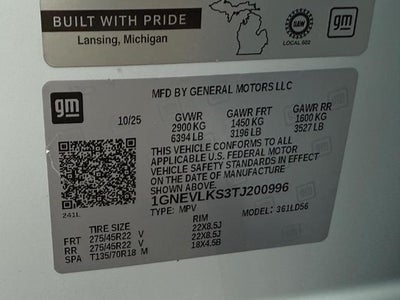 BUILT WITH PRIDE
Lansing, Michigan
UAW
LOCAL 602
gm
gm
MFD BY GENERAL MOTORS LLC
10/25 GVWR GAWR FRT GAWR RR
2900 KG 1450 KG 1600 KG
6394 LB 3196 LB 3527 LB
THIS VEHICLE CONFORMS TO ALL
APPLICABLE U.S. FEDERAL MOTOR
VEHICLE SAFETY STANDARDS IN EFFECT
ON THE DATE OF MANUFACTURE SHOWN ABOVE.
1GNEVLKS3TJ200996
241L TYPE: MPV MODEL: 361LD56
TIRE SIZE RIM
FRT 275/45R22 V 22X8.5J
RR 275/45R22 V 22X8.5J
SPA T135/70R18 M 18X4.5B